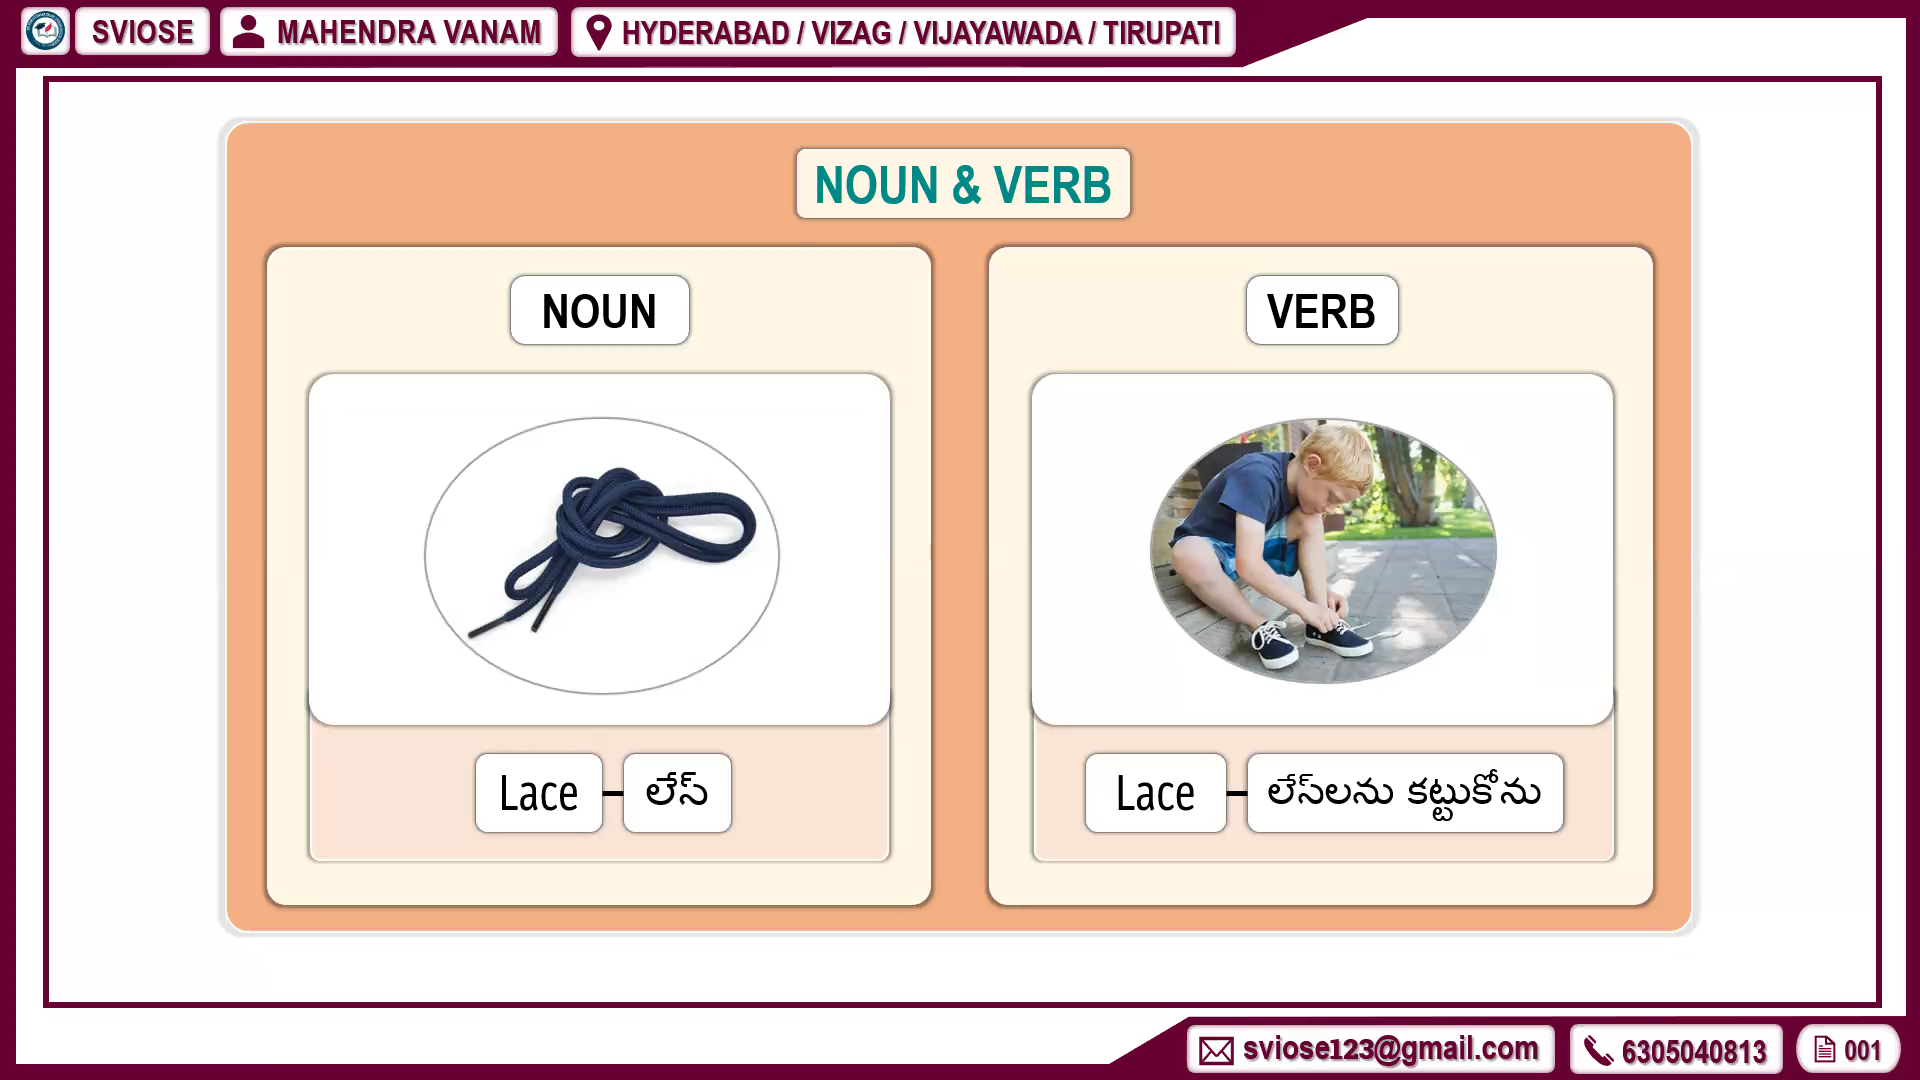 SVIOSE
MAHENDRA VANAM
HYDERABAD / VIZAG / VIJAYAWADA / TIRUPATI
NOUN & VERB
NOUN
Lace – లేస్
VERB
Lace – లేస్‌లను కట్టుకోను
sviose123@gmail.com
6305040813
001